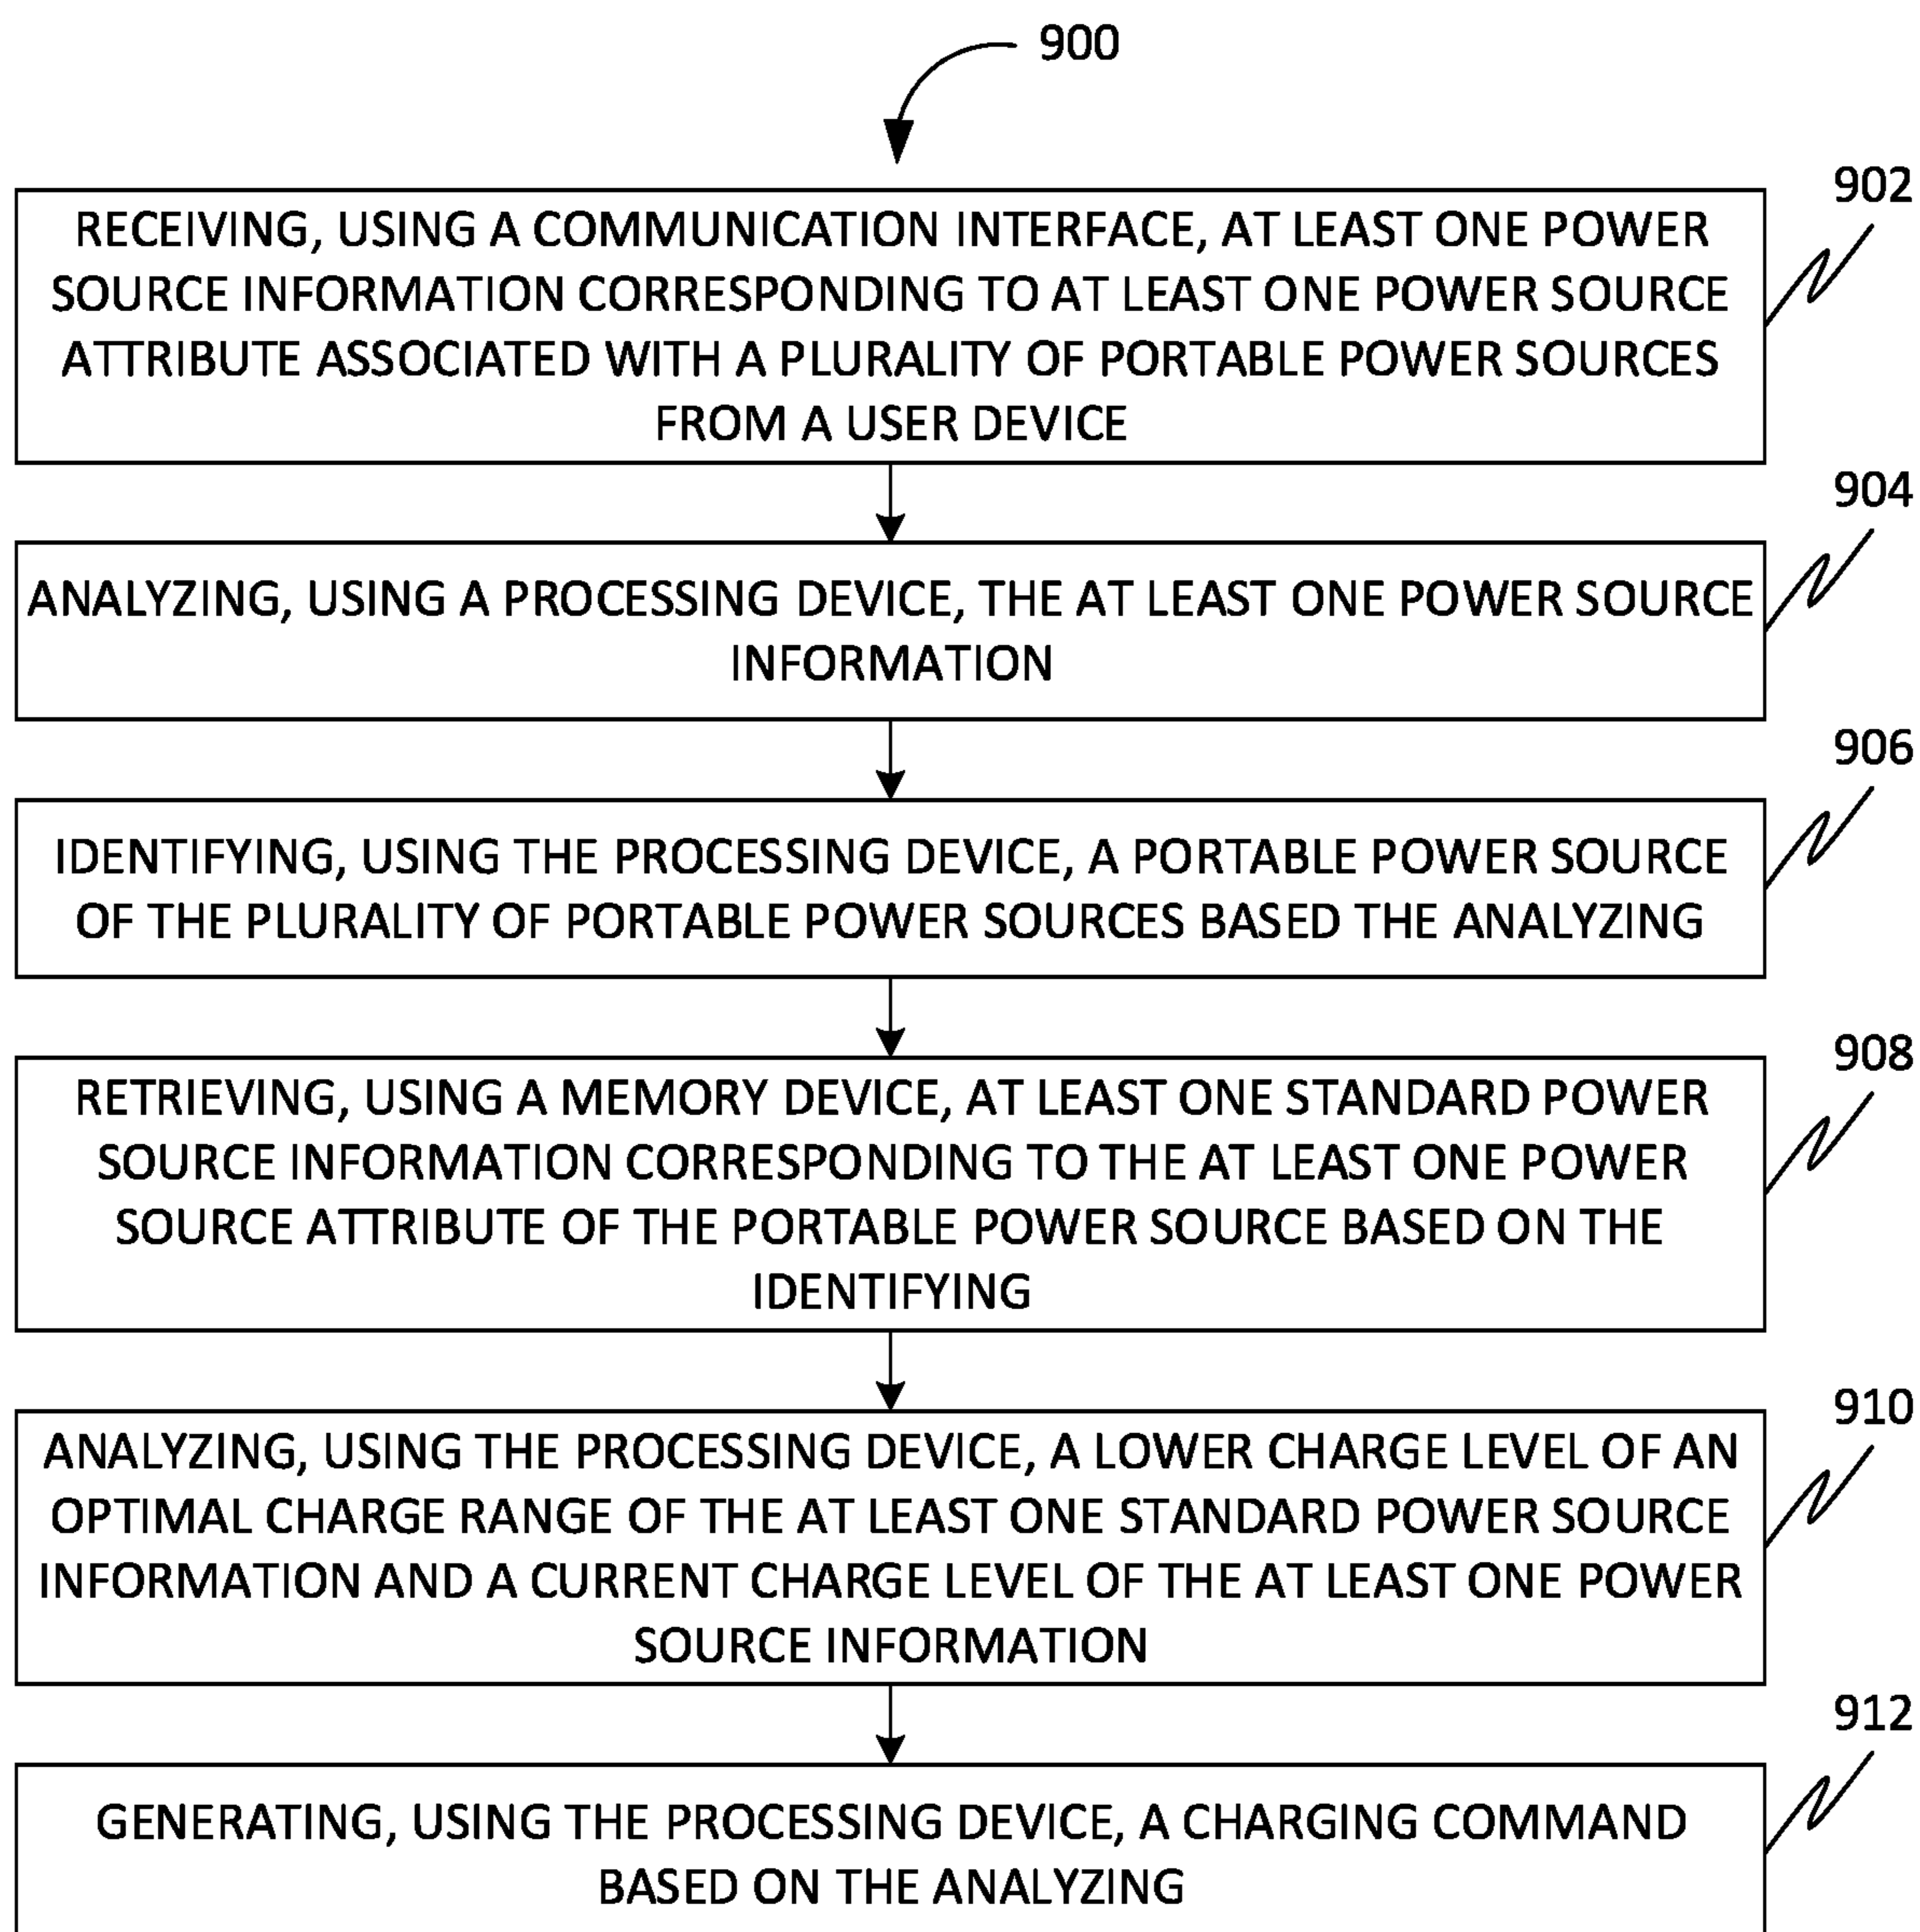 900
902
RECEIVING, USING A COMMUNICATION INTERFACE, AT LEAST ONE POWER
SOURCE INFORMATION CORRESPONDING TO AT LEAST ONE POWER SOURCE
ATTRIBUTE ASSOCIATED WITH A PLURALITY OF PORTABLE POWER SOURCES
FROM A USER DEVICE
904
ANALYZING, USING A PROCESSING DEVICE, THE AT LEAST ONE POWER SOURCE
INFORMATION
906
IDENTIFYING, USING THE PROCESSING DEVICE, A PORTABLE POWER SOURCE
OF THE PLURALITY OF PORTABLE POWER SOURCES BASED THE ANALYZING
908
RETRIEVING, USING A MEMORY DEVICE, AT LEAST ONE STANDARD POWER
SOURCE INFORMATION CORRESPONDING TO THE AT LEAST ONE POWER
SOURCE ATTRIBUTE OF THE PORTABLE POWER SOURCE BASED ON THE
IDENTIFYING
910
ANALYZING, USING THE PROCESSING DEVICE, A LOWER CHARGE LEVEL OF AN
OPTIMAL CHARGE RANGE OF THE AT LEAST ONE STANDARD POWER SOURCE
INFORMATION AND A CURRENT CHARGE LEVEL OF THE AT LEAST ONE POWER
SOURCE INFORMATION
912
GENERATING, USING THE PROCESSING DEVICE, A CHARGING COMMAND
BASED ON THE ANALYZING